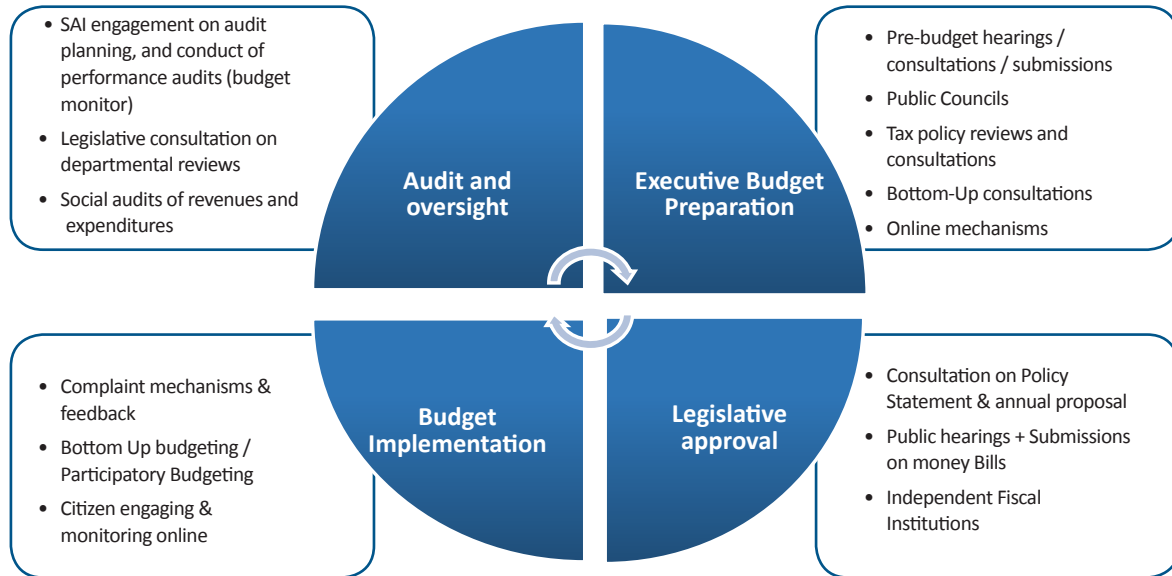 • SAI engagement on audit
planning, and conduct of
performance audits (budget
monitor)
• Legislative consultation on
departmental reviews
• Social audits of revenues and
expenditures
Audit and
oversight
Executive Budget
Preparation
• Pre-budget hearings /
consultations / submissions
• Public Councils
• Tax policy reviews and
consultations
• Bottom-Up consultations
• Online mechanisms
• Complaint mechanisms &
feedback
• Bottom Up budgeting /
Participatory Budgeting
• Citizen engaging &
monitoring online
Budget
Implementation
Legislative
approval
• Consultation on Policy
Statement & annual proposal
• Public hearings + Submissions
on money Bills
• Independent Fiscal
Institutions